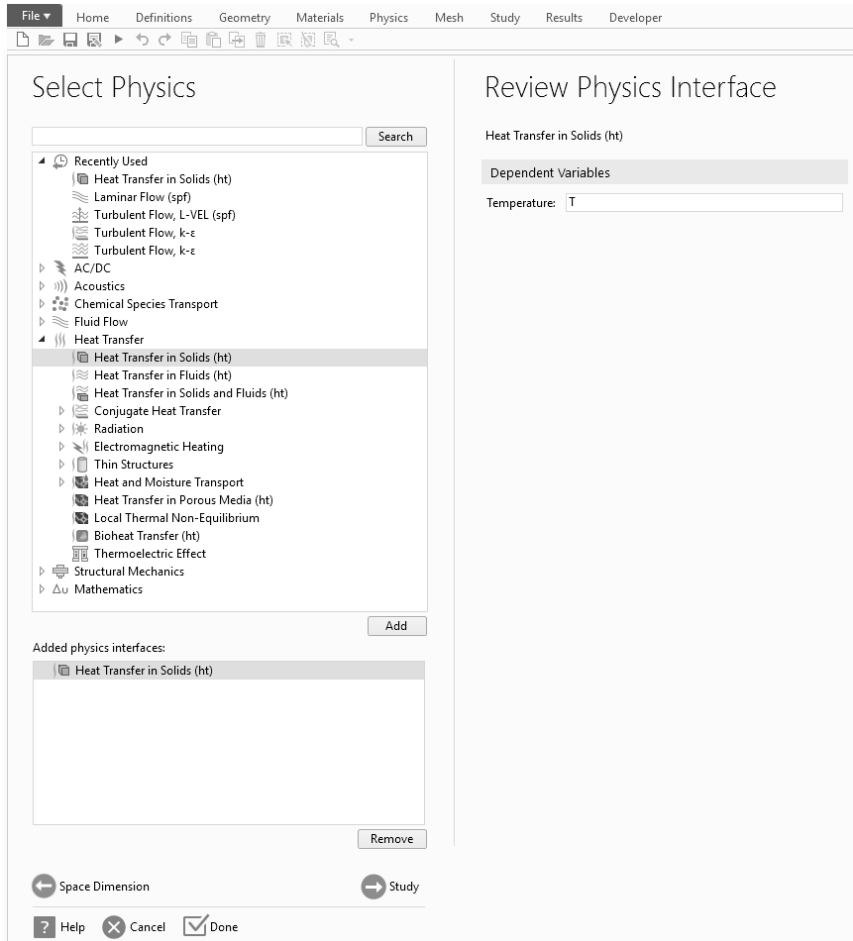 File Home Definitions Geometry Materials Physics Mesh Study Results Developer
Select Physics
Search
Recently Used
Heat Transfer in Solids (ht)
Laminar Flow (spf)
Turbulent Flow, L-VEL (spf)
Turbulent Flow, k-ε
Turbulent Flow, k-ε
AC/DC
Acoustics
Chemical Species Transport
Fluid Flow
Heat Transfer
Heat Transfer in Solids (ht)
Heat Transfer in Fluids (ht)
Heat Transfer in Solids and Fluids (ht)
Conjugate Heat Transfer
Radiation
Electromagnetic Heating
Thin Structures
Heat and Moisture Transport
Heat Transfer in Porous Media (ht)
Local Thermal Non-Equilibrium
Bioheat Transfer (ht)
Thermoelectric Effect
Structural Mechanics
Δu Mathematics
Add
Added physics interfaces:
Heat Transfer in Solids (ht)
Remove
Space Dimension
Study
? Help Cancel Done
Review Physics Interface
Heat Transfer in Solids (ht)
Dependent Variables
Temperature: T